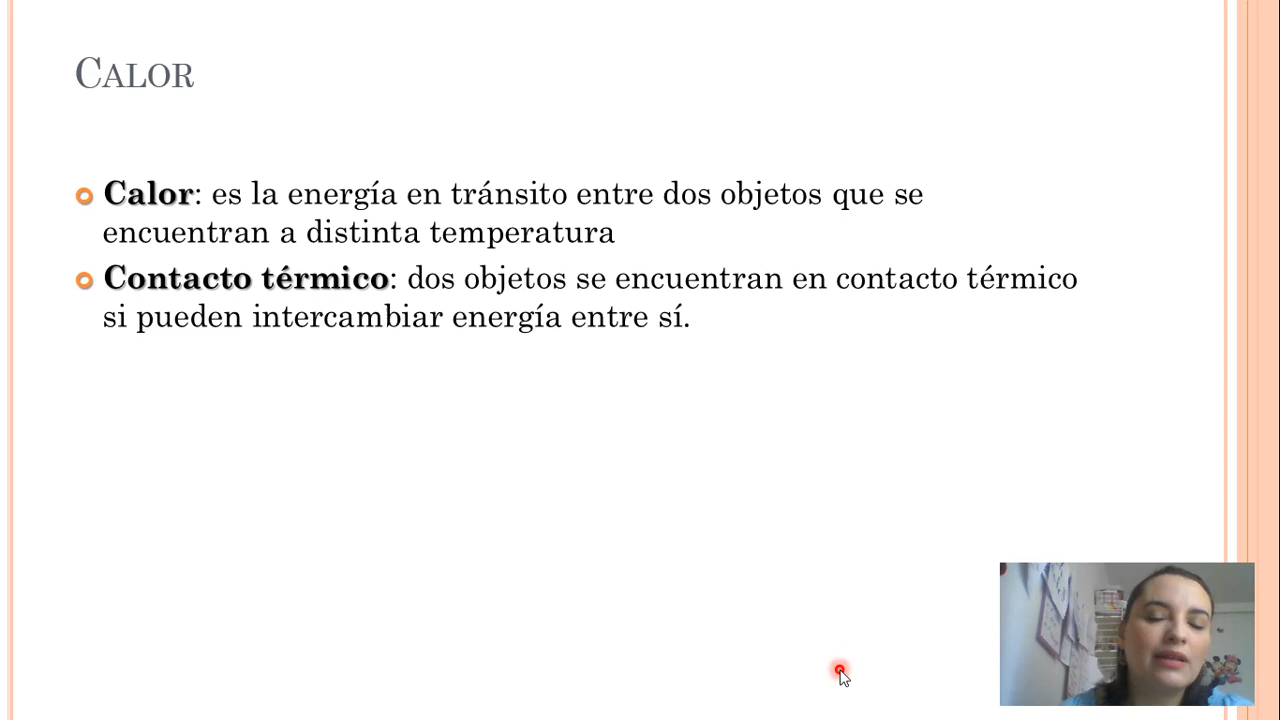 CALOR
Calor: es la energía en tránsito entre dos objetos que se
encuentran a distinta temperatura
Contacto térmico: dos objetos se encuentran en contacto térmico
si pueden intercambiar energía entre sí.